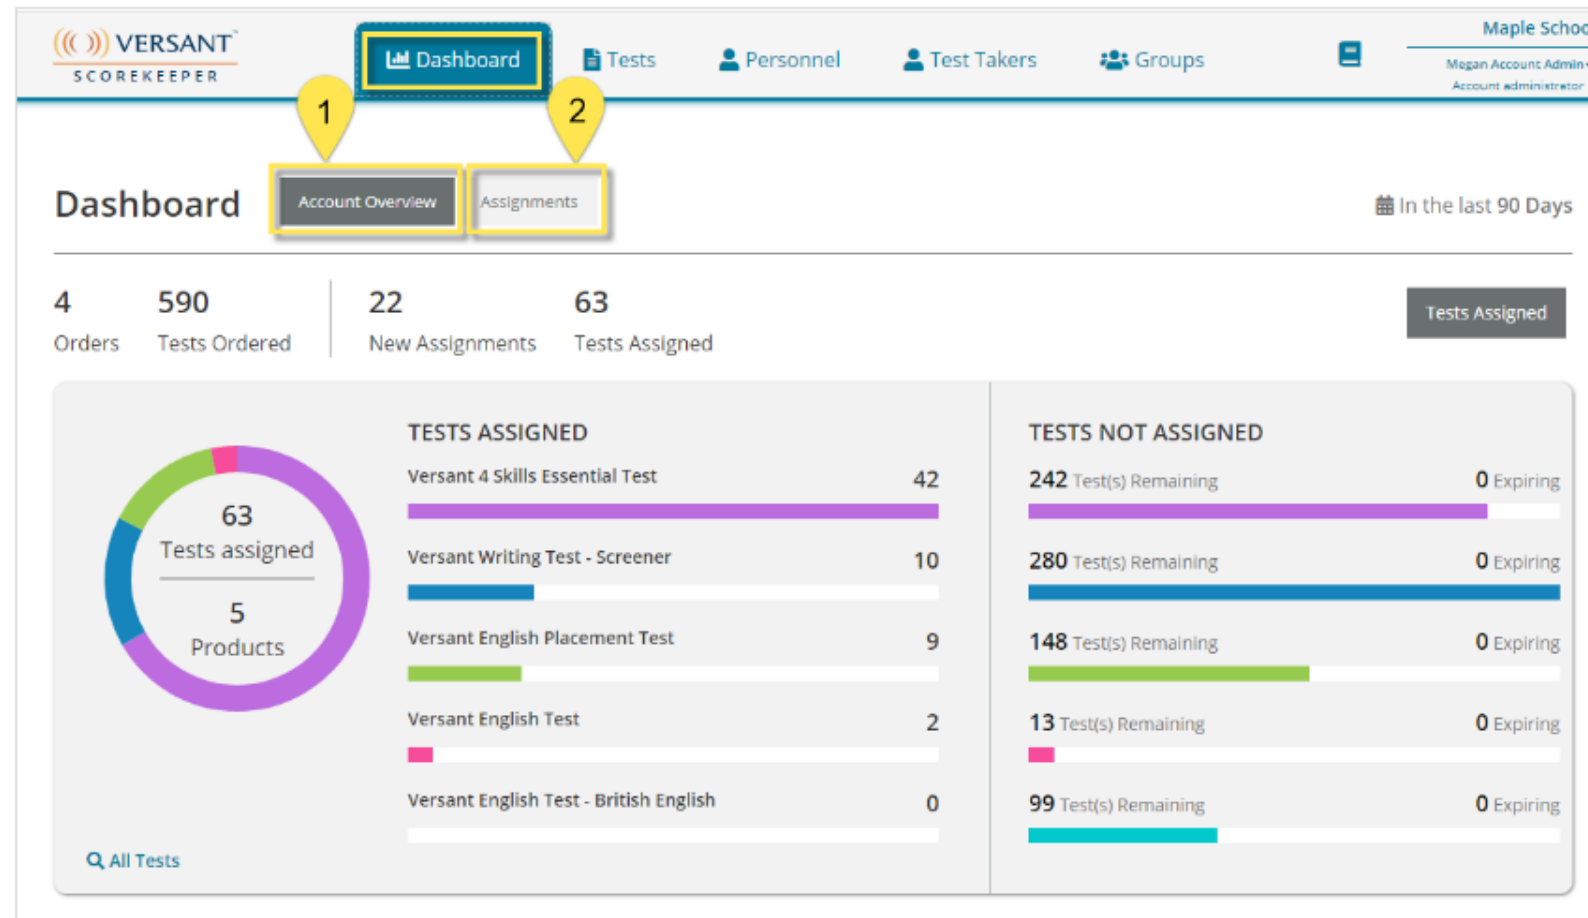 VERSANT™
SCOREKEEPER
Dashboard
Tests
Personnel
Test Takers
Groups
Maple Schoo
Megan Account Admin
Account administrator
1
2
Dashboard
Account Overview
Assignments
In the last 90 Days
4
Orders
590
Tests Ordered
22
New Assignments
63
Tests Assigned
Tests Assigned
63
Tests assigned
5
Products
All Tests
TESTS ASSIGNED
Versant 4 Skills Essential Test 42
Versant Writing Test - Screener 10
Versant English Placement Test 9
Versant English Test 2
Versant English Test - British English 0
TESTS NOT ASSIGNED
242 Test(s) Remaining 0 Expiring
280 Test(s) Remaining 0 Expiring
148 Test(s) Remaining 0 Expiring
13 Test(s) Remaining 0 Expiring
99 Test(s) Remaining 0 Expiring